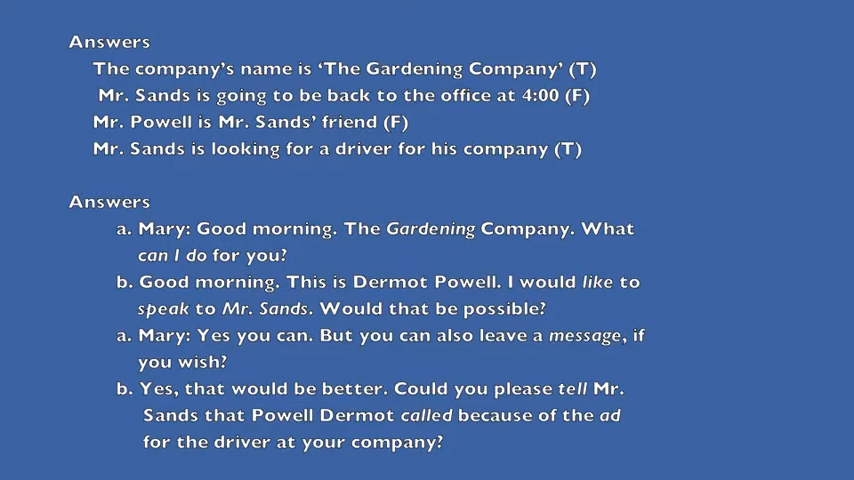 Answers
The company's name is 'The Gardening Company' (T)
Mr. Sands is going to be back to the office at 4:00 (F)
Mr. Powell is Mr. Sands' friend (F)
Mr. Sands is looking for a driver for his company (T)
Answers
a. Mary: Good morning. The Gardening Company. What
can I do for you?
b. Good morning. This is Dermot Powell. I would like to
speak to Mr. Sands. Would that be possible?
a. Mary: Yes you can. But you can also leave a message, if
you wish?
b. Yes, that would be better. Could you please tell Mr.
Sands that Powell Dermot called because of the ad
for the driver at your company?